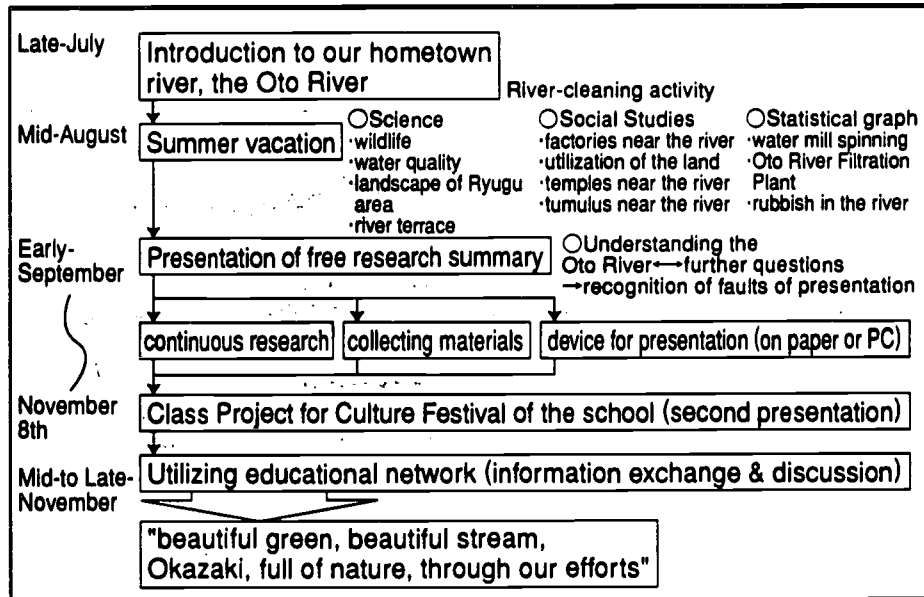 Late-July
Introduction to our hometown
river, the Oto River
River-cleaning activity
Mid-August
Summer vacation
○Science
·wildlife
·water quality
·landscape of Ryugu
area
·river terrace
○Social Studies
·factories near the river
·utilization of the land
·temples near the river
·tumulus near the river
○Statistical graph
·water mill spinning
·Oto River Filtration
Plant
·rubbish in the river
Early-
September
Presentation of free research summary
○Understanding the
Oto River←→further questions
→recognition of faults of presentation
continuous research
collecting materials
device for presentation (on paper or PC)
November
8th
Class Project for Culture Festival of the school (second presentation)
Mid-to Late-
November
Utilizing educational network (information exchange & discussion)
"beautiful green, beautiful stream,
Okazaki, full of nature, through our efforts"